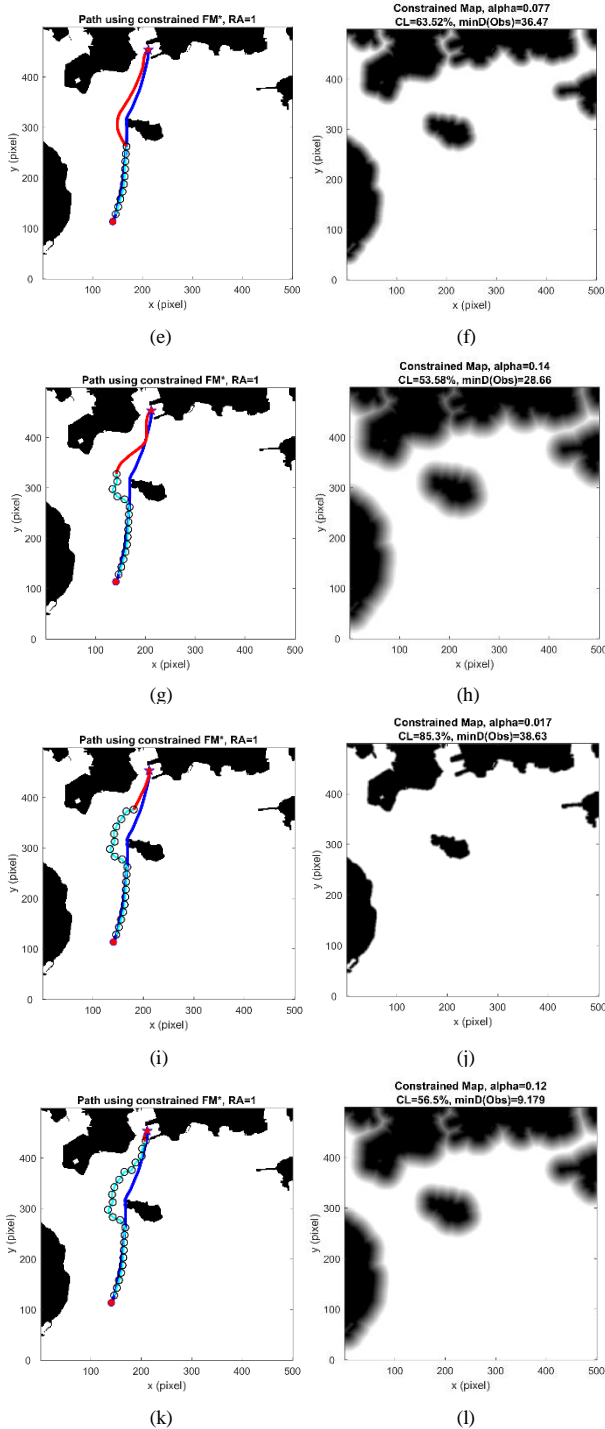 Path using constrained FM*, RA=1
500
400
300
200
100
0
100
200
300
400
500
y (pixel)
x (pixel)
(e)
Constrained Map, alpha=0.077
CL=63.52%, minD(Obs)=36.47
500
400
300
200
100
0
100
200
300
400
500
y (pixel)
x (pixel)
(f)
Path using constrained FM*, RA=1
400
300
200
100
0
100
200
300
400
500
y (pixel)
x (pixel)
(g)
Constrained Map, alpha=0.14
CL=53.58%, minD(Obs)=28.66
400
300
200
100
0
100
200
300
400
500
y (pixel)
x (pixel)
(h)
Path using constrained FM*, RA=1
400
300
200
100
0
100
200
300
400
500
y (pixel)
x (pixel)
(i)
Constrained Map, alpha=0.017
CL=85.3%, minD(Obs)=38.63
400
300
200
100
0
100
200
300
400
500
y (pixel)
x (pixel)
(j)
Path using constrained FM*, RA=1
400
300
200
100
0
100
200
300
400
500
y (pixel)
x (pixel)
(k)
Constrained Map, alpha=0.12
CL=56.5%, minD(Obs)=9.179
400
300
200
100
0
100
200
300
400
500
y (pixel)
x (pixel)
(l)